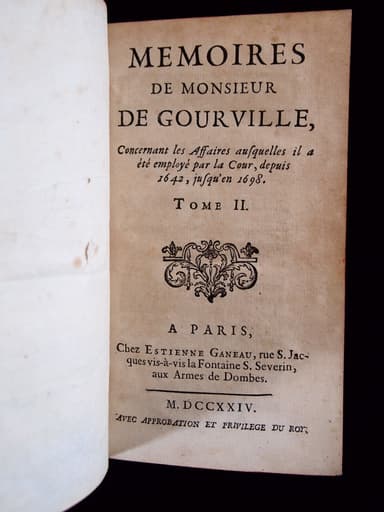 MEMOIRES
DE MONSIEUR
DE GOURVILLE,
Concernant les Affaires ausquelles il a
été employé par la Cour, depuis
1642, jusqu'en 1698.
TOME II.
A PARIS,
Chez ESTIENNE GANEAU, rue S. Jac-
ques vis-à-vis la Fontaine S. Severin,
aux Armes de Dombes.
M. DCCXXIV.
AVEC APPROBATION ET PRIVILEGE DU ROY.